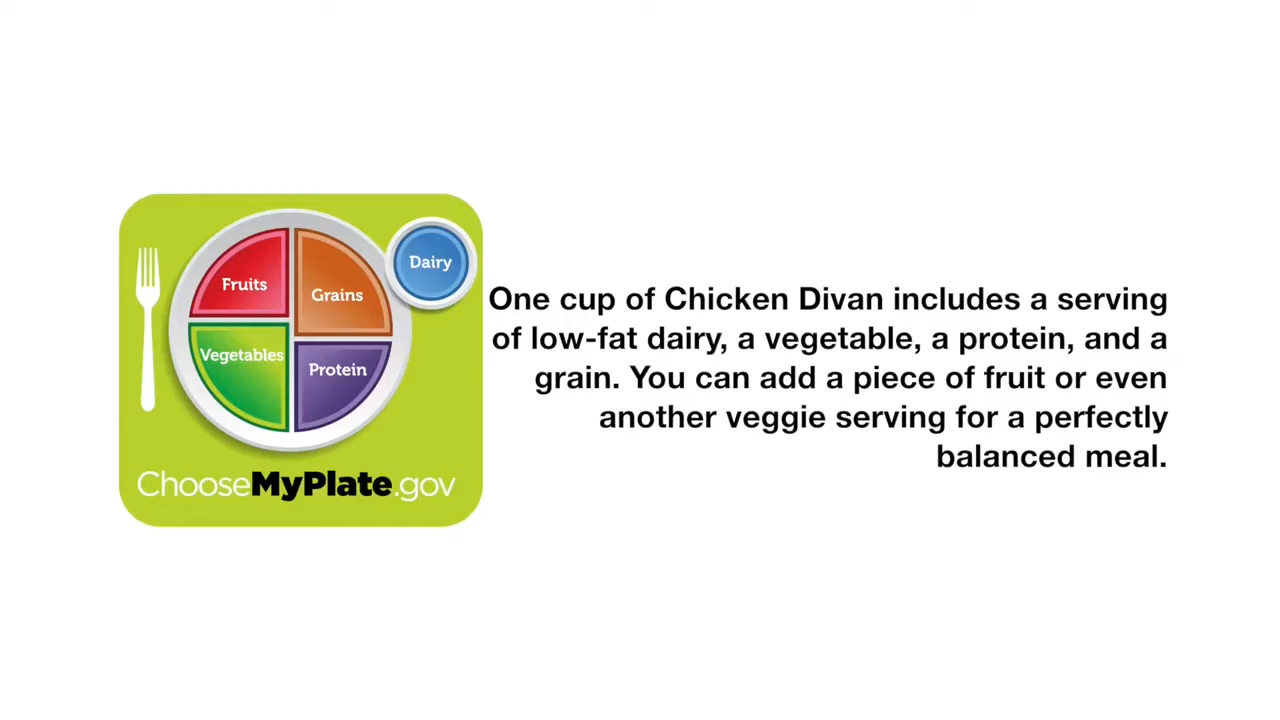 Fruits
Grains
Dairy
Vegetables
Protein
ChooseMyPlate.gov
One cup of Chicken Divan includes a serving
of low-fat dairy, a vegetable, a protein, and a
grain. You can add a piece of fruit or even
another veggie serving for a perfectly
balanced meal.